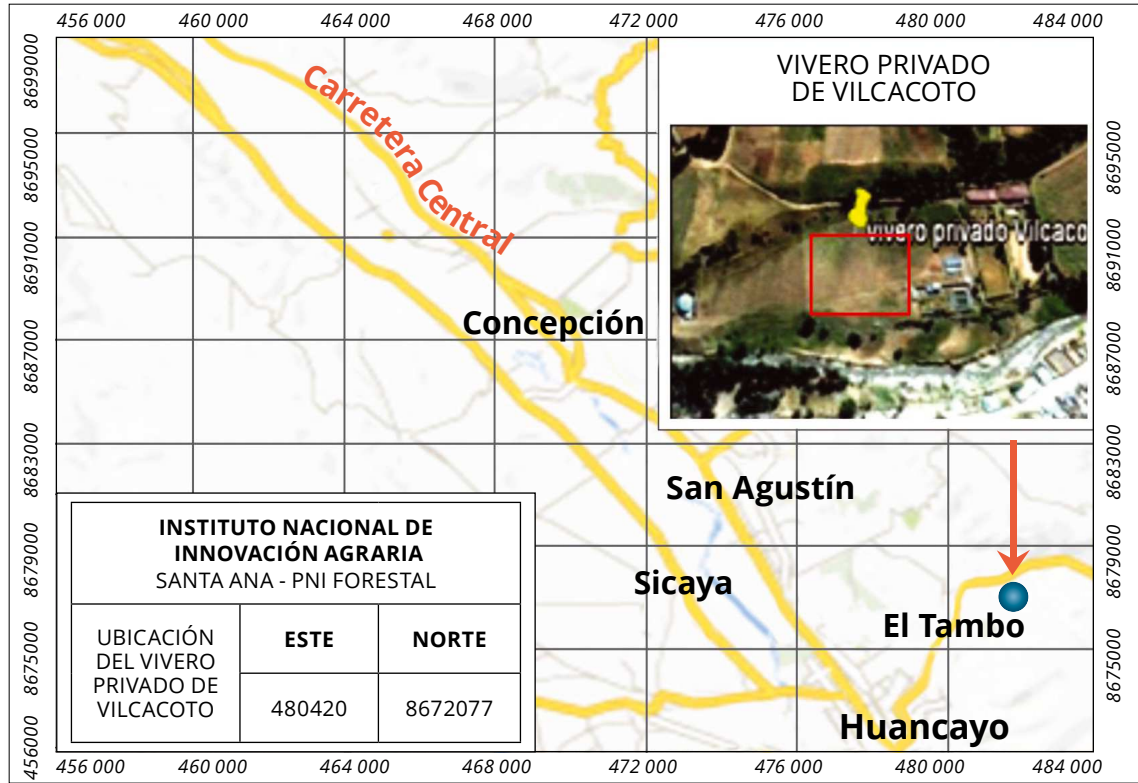 456 000 460 000 464 000 468 000 472 000 476 000 480 000 484 000
8699000
8695000
8691000
8687000
8683000
8679000
8675000
456000
Carretera Central
Concepción
San Agustín
Sicaya
El Tambo
Huancayo
VIVERO PRIVADO
DE VILCACOTO
vivero privado Vilcaco
INSTITUTO NACIONAL DE
INNOVACIÓN AGRARIA
SANTA ANA - PNI FORESTAL
UBICACIÓN
DEL VIVERO
PRIVADO DE
VILCACOTO
ESTE NORTE
480420 8672077
8695000
8691000
8687000
8683000
8679000
8675000
456 000 460 000 464 000 468 000 472 000 476 000 480 000 484 000